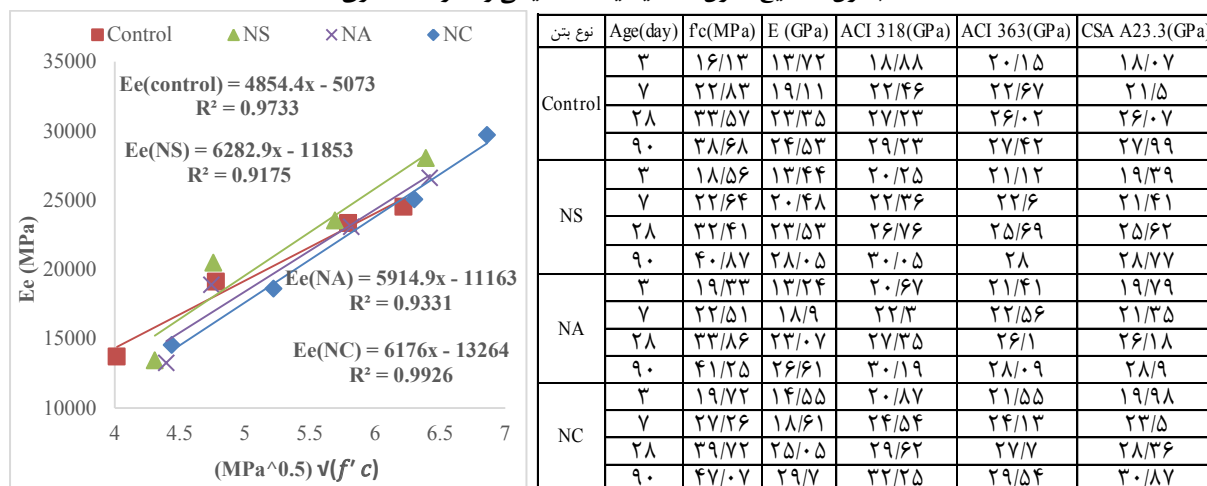 Control NS NA NC
35000
30000
25000
20000
15000
10000
Ee (MPa)
Ee(control) = 4854.4x - 5073
R² = 0.9733
Ee(NS) = 6282.9x - 11853
R² = 0.9175
Ee(NA) = 5914.9x - 11163
R² = 0.9331
Ee(NC) = 6176x - 13264
R² = 0.9926
4 4.5 5 5.5 6 6.5 7
(MPa^0.5) √(f' c)
نوع بتن Age(day) f'c(MPa) E (GPa) ACI 318(GPa) ACI 363(GPa) CSA A23.3(GPa)
Control
۳ ۱۶/۱۳ ۱۳/۷۲ ۱۸/۸۸ ۲۰/۱۵ ۱۸/۰۷
۷ ۲۲/۸۳ ۱۹/۱۱ ۲۲/۴۶ ۲۲/۶۷ ۲۱/۵
۲۸ ۳۳/۵۷ ۲۳/۳۵ ۲۷/۲۳ ۲۶/۰۲ ۲۶/۰۷
۹۰ ۳۸/۶۸ ۲۴/۵۳ ۲۹/۲۳ ۲۷/۴۲ ۲۷/۹۹
NS
۳ ۱۸/۵۶ ۱۳/۴۴ ۲۰/۲۵ ۲۱/۱۲ ۱۹/۳۹
۷ ۲۲/۶۴ ۲۰/۴۸ ۲۲/۳۶ ۲۲/۶ ۲۱/۴۱
۲۸ ۳۲/۴۱ ۲۳/۵۳ ۲۶/۷۶ ۲۵/۶۹ ۲۵/۶۲
۹۰ ۴۰/۸۷ ۲۸/۰۵ ۳۰/۰۵ ۲۸ ۲۸/۷۷
NA
۳ ۱۹/۳۳ ۱۳/۲۴ ۲۰/۶۷ ۲۱/۴۱ ۱۹/۷۹
۷ ۲۲/۵۱ ۱۸/۹ ۲۲/۳ ۲۲/۵۶ ۲۱/۳۵
۲۸ ۳۳/۸۶ ۲۳/۰۷ ۲۷/۳۵ ۲۶/۱ ۲۶/۱۸
۹۰ ۴۱/۲۵ ۲۶/۶۱ ۳۰/۱۹ ۲۸/۰۹ ۲۸/۹
NC
۳ ۱۹/۷۲ ۱۴/۵۵ ۲۰/۸۷ ۲۱/۵۵ ۱۹/۹۸
۷ ۲۷/۲۶ ۱۸/۶۱ ۲۴/۵۴ ۲۴/۱۳ ۲۳/۵
۲۸ ۳۹/۷۲ ۲۵/۰۵ ۲۹/۶۲ ۲۷/۷ ۲۸/۳۶
۹۰ ۴۷/۰۷ ۲۹/۷ ۳۲/۲۵ ۲۹/۵۴ ۳۰/۸۷